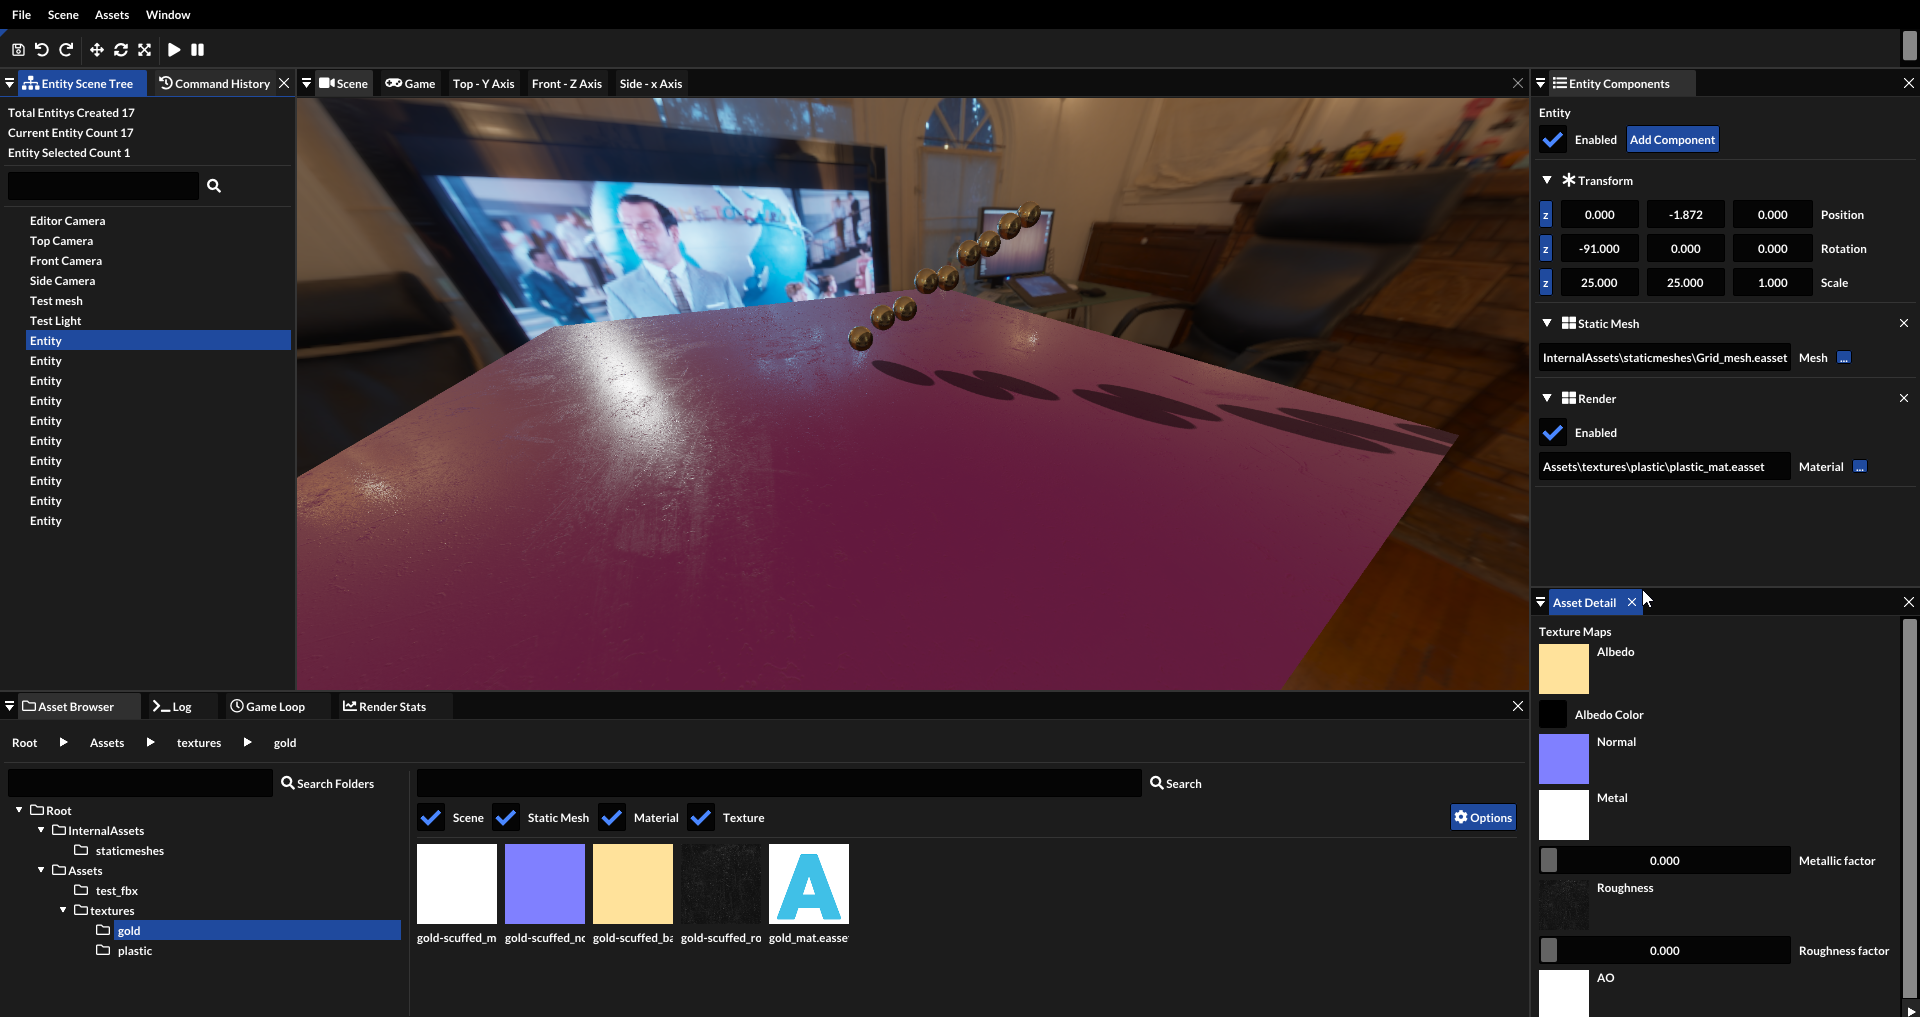 File Scene Assets Window
Entity Scene Tree Command History
Scene Game Top - Y Axis Front - Z Axis Side - x Axis
Entity Components
Total Entitys Created 17
Current Entity Count 17
Entity Selected Count 1
Editor Camera
Top Camera
Front Camera
Side Camera
Test mesh
Test Light
Entity
Entity
Entity
Entity
Entity
Entity
Entity
Entity
Entity
Entity
Entity
Enabled Add Component
Transform
z 0.000 -1.872 0.000 Position
z -91.000 0.000 0.000 Rotation
z 25.000 25.000 1.000 Scale
Static Mesh
InternalAssets\staticmeshes\Grid_mesh.easset Mesh ...
Render
Enabled
Assets\textures\plastic\plastic_mat.easset Material ...
Asset Detail
Texture Maps
Albedo
Albedo Color
Normal
Metal
0.000 Metallic factor
Roughness
0.000 Roughness factor
AO
Asset Browser Log Game Loop Render Stats
Root Assets textures gold
Search Folders
Root
InternalAssets
staticmeshes
Assets
test_fbx
textures
gold
plastic
Search
Scene Static Mesh Material Texture Options
A
gold-scuffed_m gold-scuffed_nc gold-scuffed_ba gold-scuffed_ro gold_mat.easse